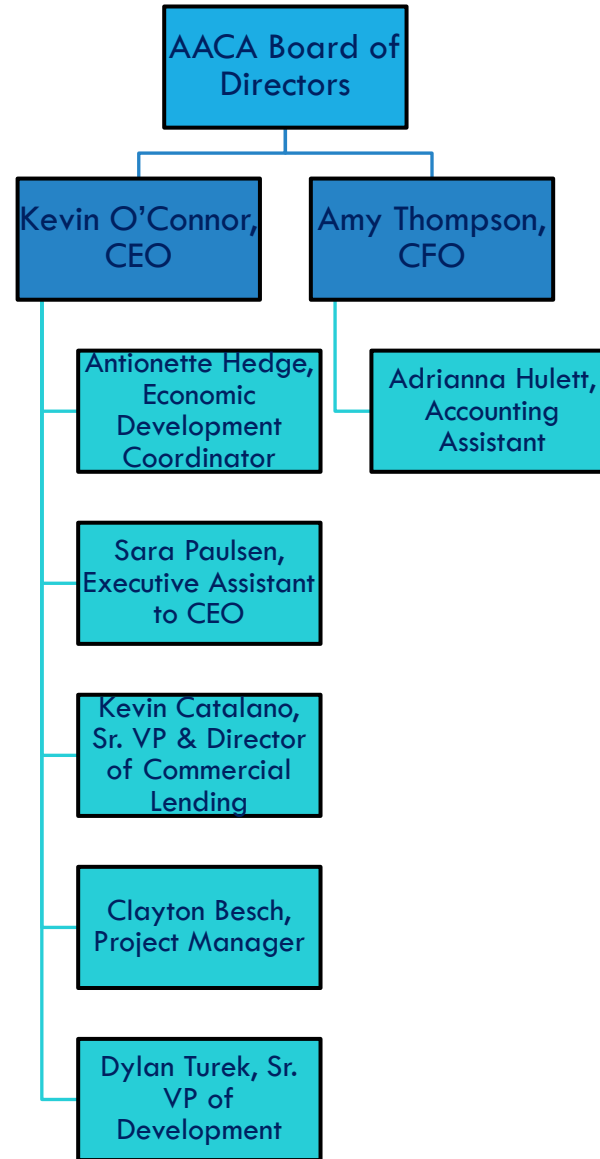 AACA Board of
Directors
Kevin O’Connor,
CEO
Amy Thompson,
CFO
Antionette Hedge,
Economic
Development
Coordinator
Adrianna Hulett,
Accounting
Assistant
Sara Paulsen,
Executive Assistant
to CEO
Kevin Catalano,
Sr. VP & Director
of Commercial
Lending
Clayton Besch,
Project Manager
Dylan Turek, Sr.
VP of
Development